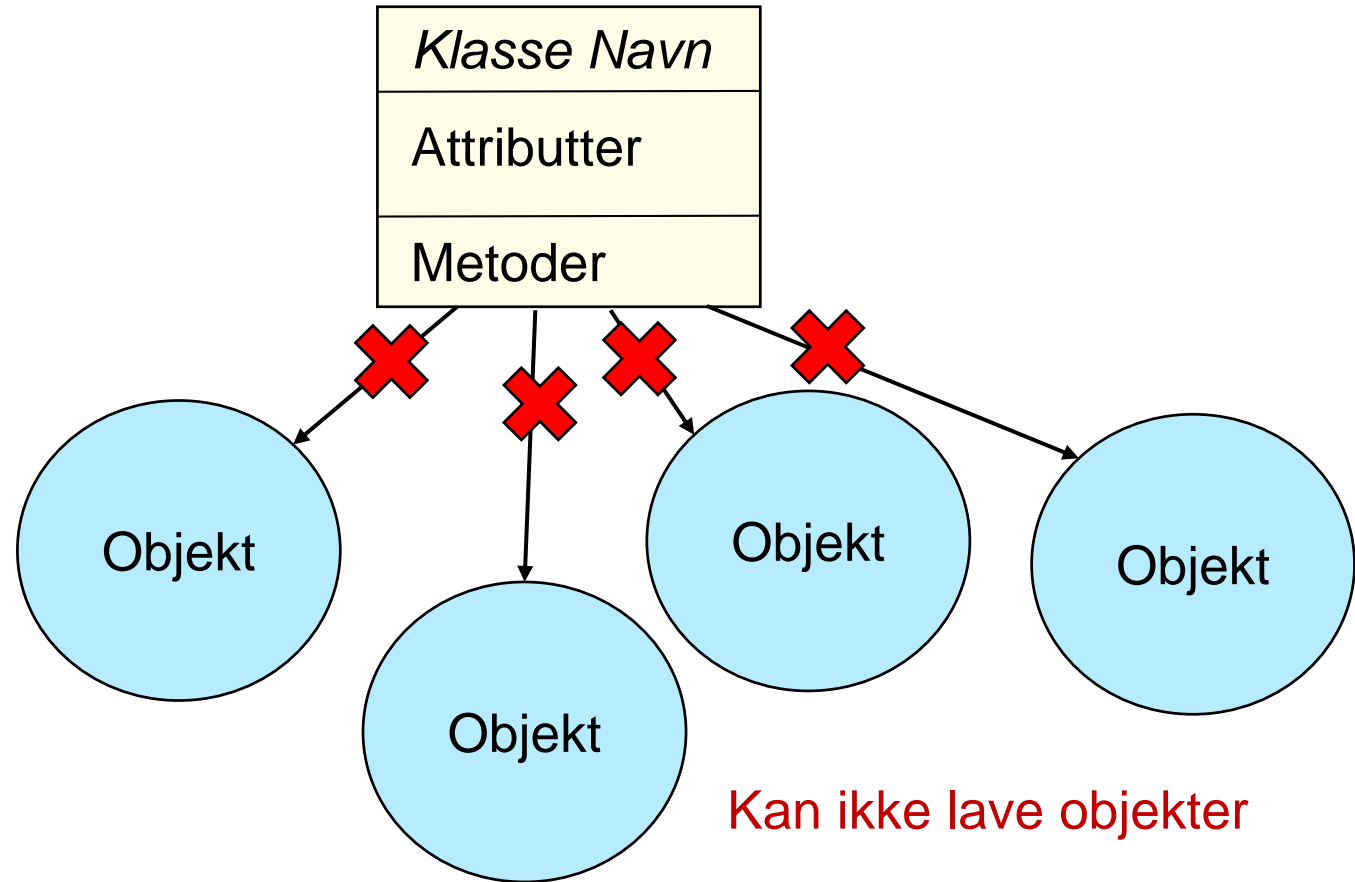 Klasse Navn
Attributter
Metoder
Objekt
Objekt
Objekt
Objekt
Kan ikke lave objekter